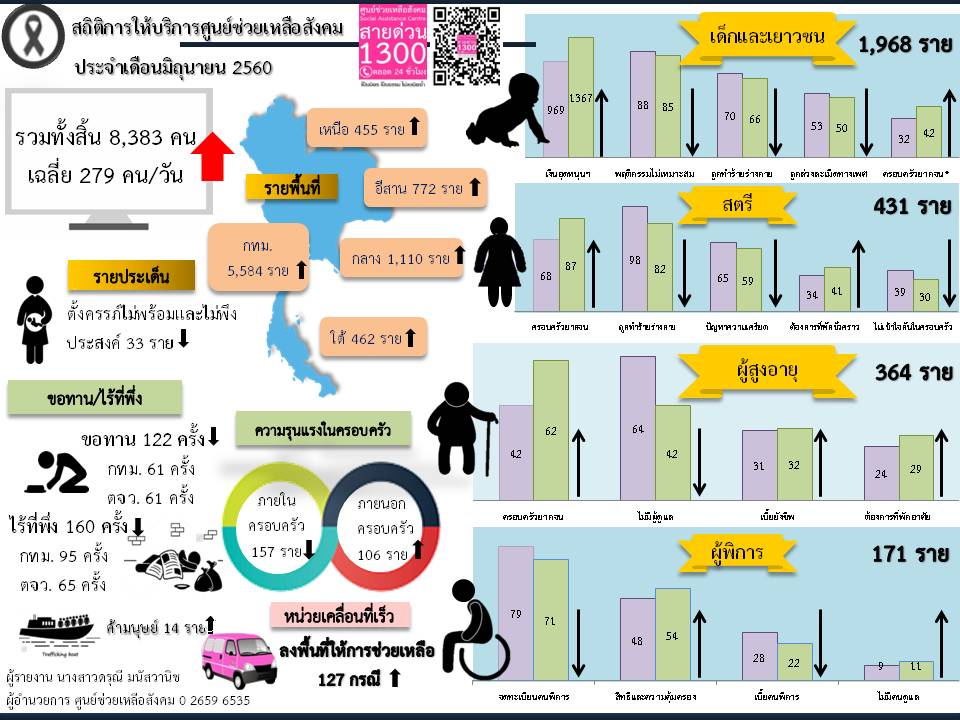 สถิติการให้บริการศูนย์ช่วยเหลือสังคม
ประจำเดือนมิถุนายน 2560
ศูนย์ช่วยเหลือสังคม
Social Assistance Centre
สายด่วน
1300
ตลอด 24 ชั่วโมง
รวมทั้งสิ้น 8,383 คน
เฉลี่ย 279 คน/วัน
รายพื้นที่
เหนือ 455 ราย
อีสาน 772 ราย
กทม.
5,584 ราย
กลาง 1,110 ราย
ใต้ 462 ราย
รายประเด็น
ตั้งครรภ์ไม่พร้อมและไม่พึง
ประสงค์ 33 ราย
ขอทาน/ไร้ที่พึ่ง
ขอทาน 122 ครั้ง
กทม. 61 ครั้ง
ตจว. 61 ครั้ง
ไร้ที่พึ่ง 160 ครั้ง
กทม. 95 ครั้ง
ตจว. 65 ครั้ง
ความรุนแรงในครอบครัว
ภายใน
ครอบครัว
157 ราย
ภายนอก
ครอบครัว
106 ราย
Trafficking Boat
ค้ามนุษย์ 14 ราย
หน่วยเคลื่อนที่เร็ว
ลงพื้นที่ให้การช่วยเหลือ
127 กรณี
ผู้รายงาน นางสาวดรุณี มนัสวานิช
ผู้อำนวยการ ศูนย์ช่วยเหลือสังคม 0 2659 6535
เด็กและเยาวชน
1,968 ราย
969 1367 88 85 70 66 53 50 32 42
เงินอุดหนุนฯ พฤติกรรมไม่เหมาะสม ถูกทำร้ายร่างกาย ถูกล่วงละเมิดทางเพศ ครอบครัวยากจน*
สตรี
431 ราย
68 87 98 82 65 59 34 41 39 30
ครอบครัวยากจน ถูกทำร้ายร่างกาย ปัญหาความเครียด ต้องการที่พักชั่วคราว ไม่เข้าใจกันในครอบครัว
ผู้สูงอายุ
364 ราย
42 62 64 42 31 32 24 29
ครอบครัวยากจน ไม่มีผู้ดูแล เบี้ยยังชีพ ต้องการที่พักอาศัย
ผู้พิการ
171 ราย
79 71 48 54 28 22 9 11
จดทะเบียนคนพิการ สิทธิและความคุ้มครอง เบี้ยคนพิการ ไม่มีคนดูแล